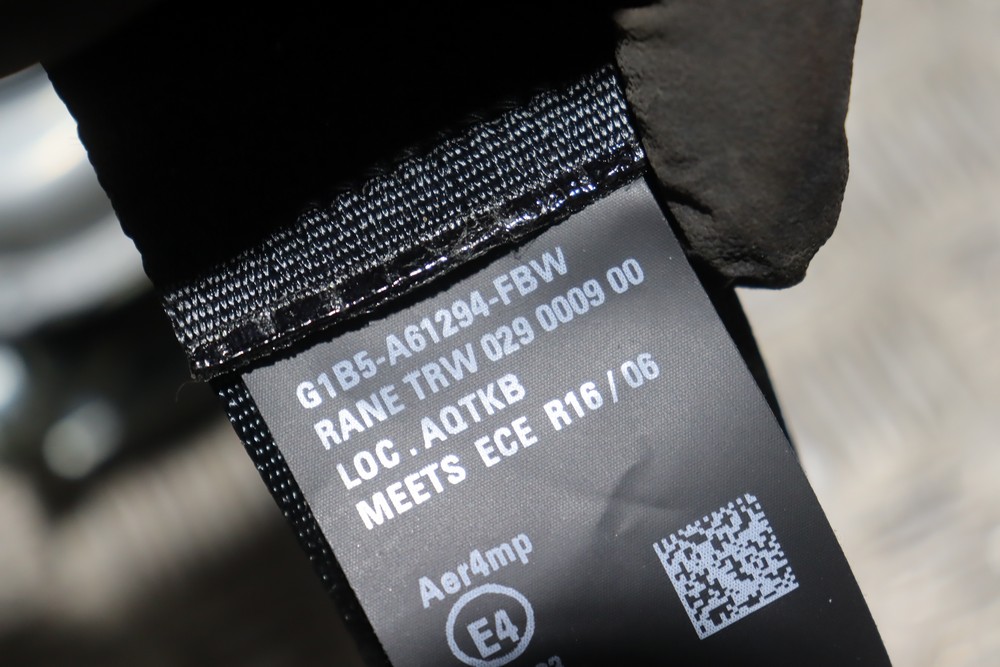 G1B5-A61294-FBW
RANE TRW 029 0009 00
LOC . AQTKB
MEETS ECE R16 / 06
Aer4mp
E4